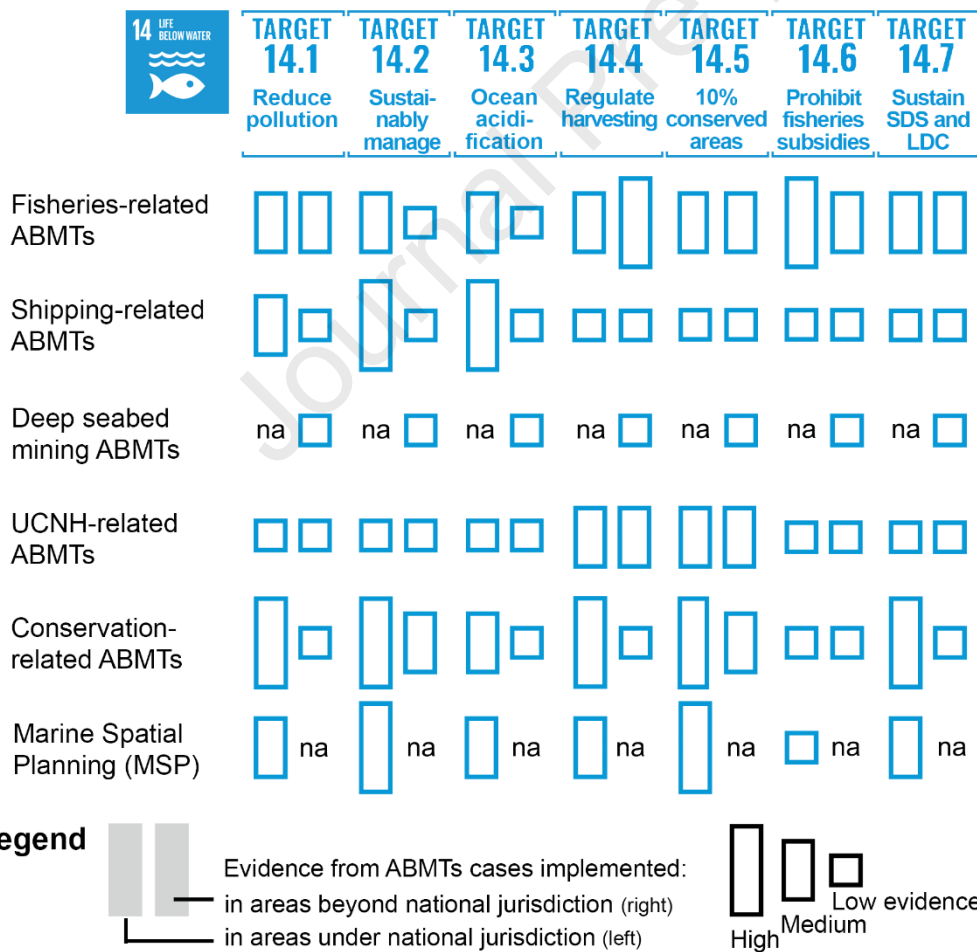 14 LIFE
BELOW WATER
TARGET
14.1
Reduce
pollution
TARGET
14.2
Sustai-
nably
manage
TARGET
14.3
Ocean
acidi-
fication
TARGET
14.4
Regulate
harvesting
TARGET
14.5
10%
conserved
areas
TARGET
14.6
Prohibit
fisheries
subsidies
TARGET
14.7
Sustain
SDS and
LDC
Fisheries-related
ABMTs
Shipping-related
ABMTs
Deep seabed
mining ABMTs
na na na na na na na
UCNH-related
ABMTs
Conservation-
related ABMTs
Marine Spatial
Planning (MSP)
na na na na na na na
egend
Evidence from ABMTs cases implemented:
in areas beyond national jurisdiction (right)
in areas under national jurisdiction (left)
High
Medium
Low evidence
Journal Pre